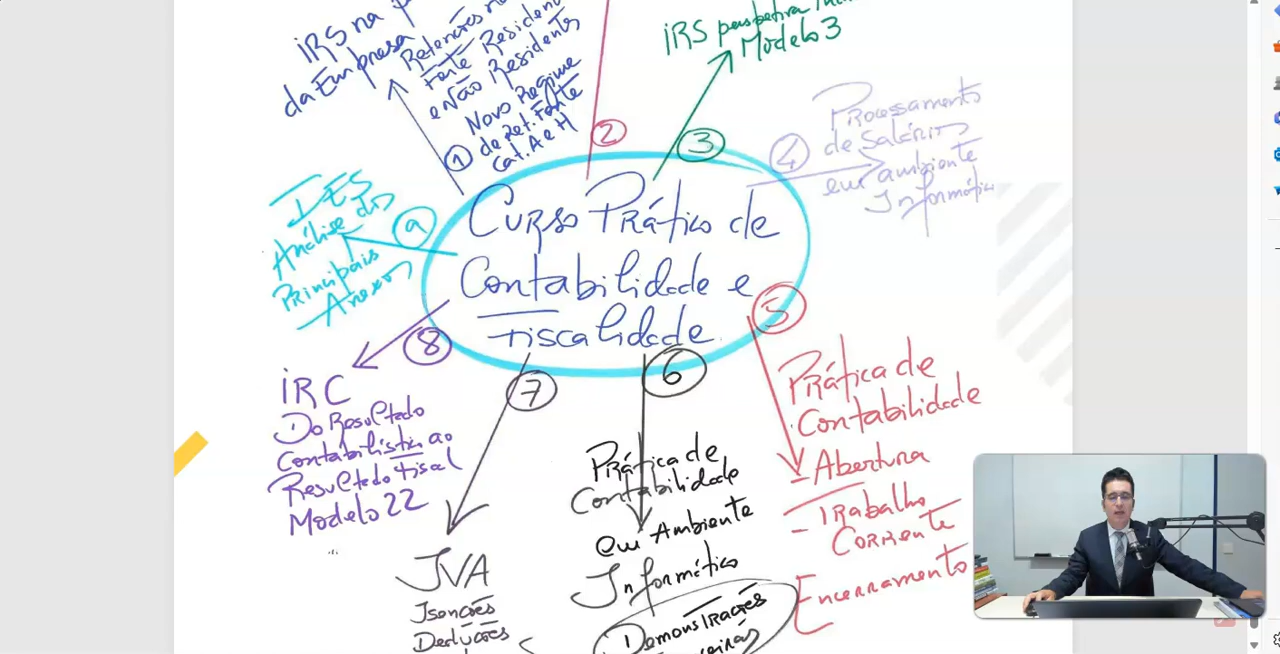 IRS na
da Empresa
Retenções na
Fonte Residentes
e Não Residents
Novo Regime
de Ret. Fonte
Cat. A e H
1
2
IRS perspetiva
Modelo 3
3
4
Processamento
de Salários
em ambiente
Informático
Curso Prático de
Contabilidade e
Fiscalidade
a
IES
Análise dos
Principais
Anexos
8
IRC
Do Resultado
Contabilístico ao
Resultado Fiscal
Modelo 22
7
IVA
Isenções
Deduções
6
Prática de
Contabilidade
em Ambiente
Informático
Demonstrações
5
Prática de
Contabilidade
- Abertura
- Trabalho
Corrente
Encerramento